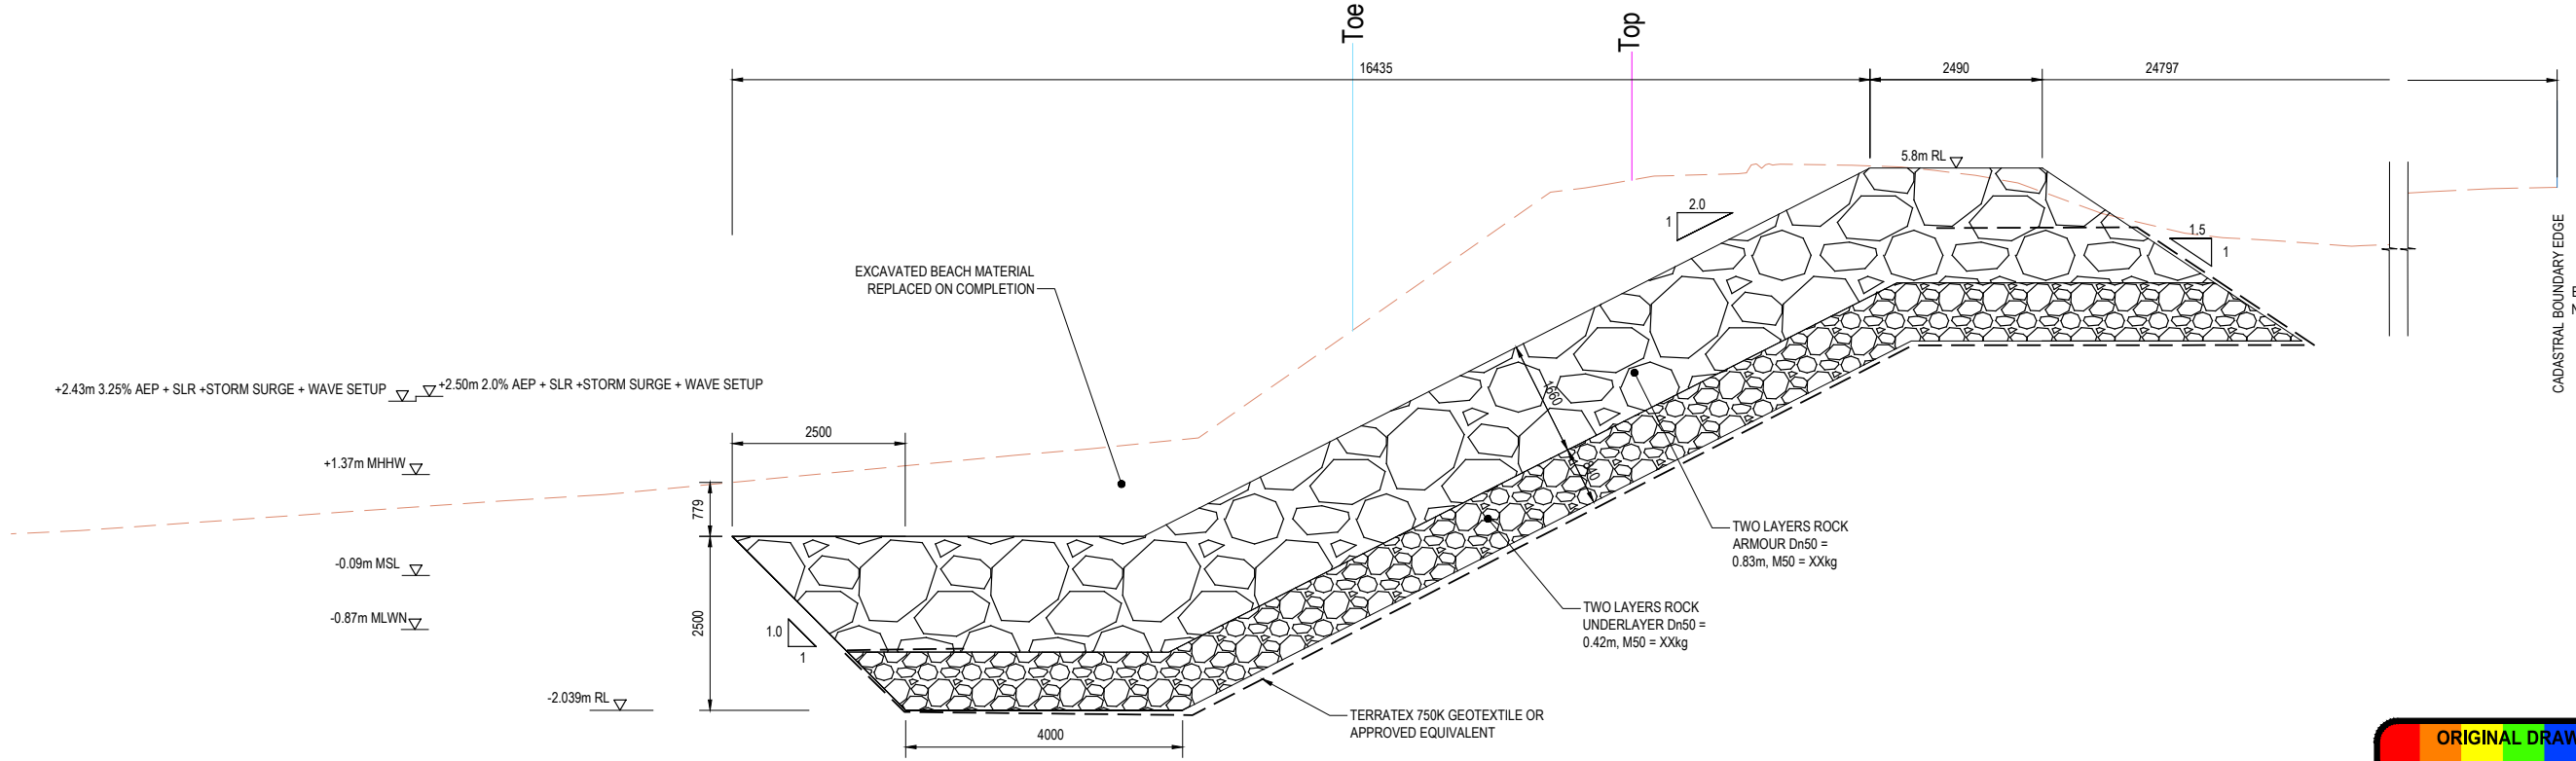 Toe
Top
16435
2490
24797
5.8m RL
2.0
1
1.5
1
CADASTRAL BOUNDARY EDGE
EXCAVATED BEACH MATERIAL
REPLACED ON COMPLETION
+2.43m 3.25% AEP + SLR +STORM SURGE + WAVE SETUP
+2.50m 2.0% AEP + SLR +STORM SURGE + WAVE SETUP
2500
+1.37m MHHW
779
1660
-0.09m MSL
-0.87m MLWN
2500
1.0
1
TWO LAYERS ROCK
ARMOUR Dn50 =
0.83m, M50 = XXkg
TWO LAYERS ROCK
UNDERLAYER Dn50 =
0.42m, M50 = XXkg
-2.039m RL
TERRATEX 750K GEOTEXTILE OR
APPROVED EQUIVALENT
4000
ORIGINAL